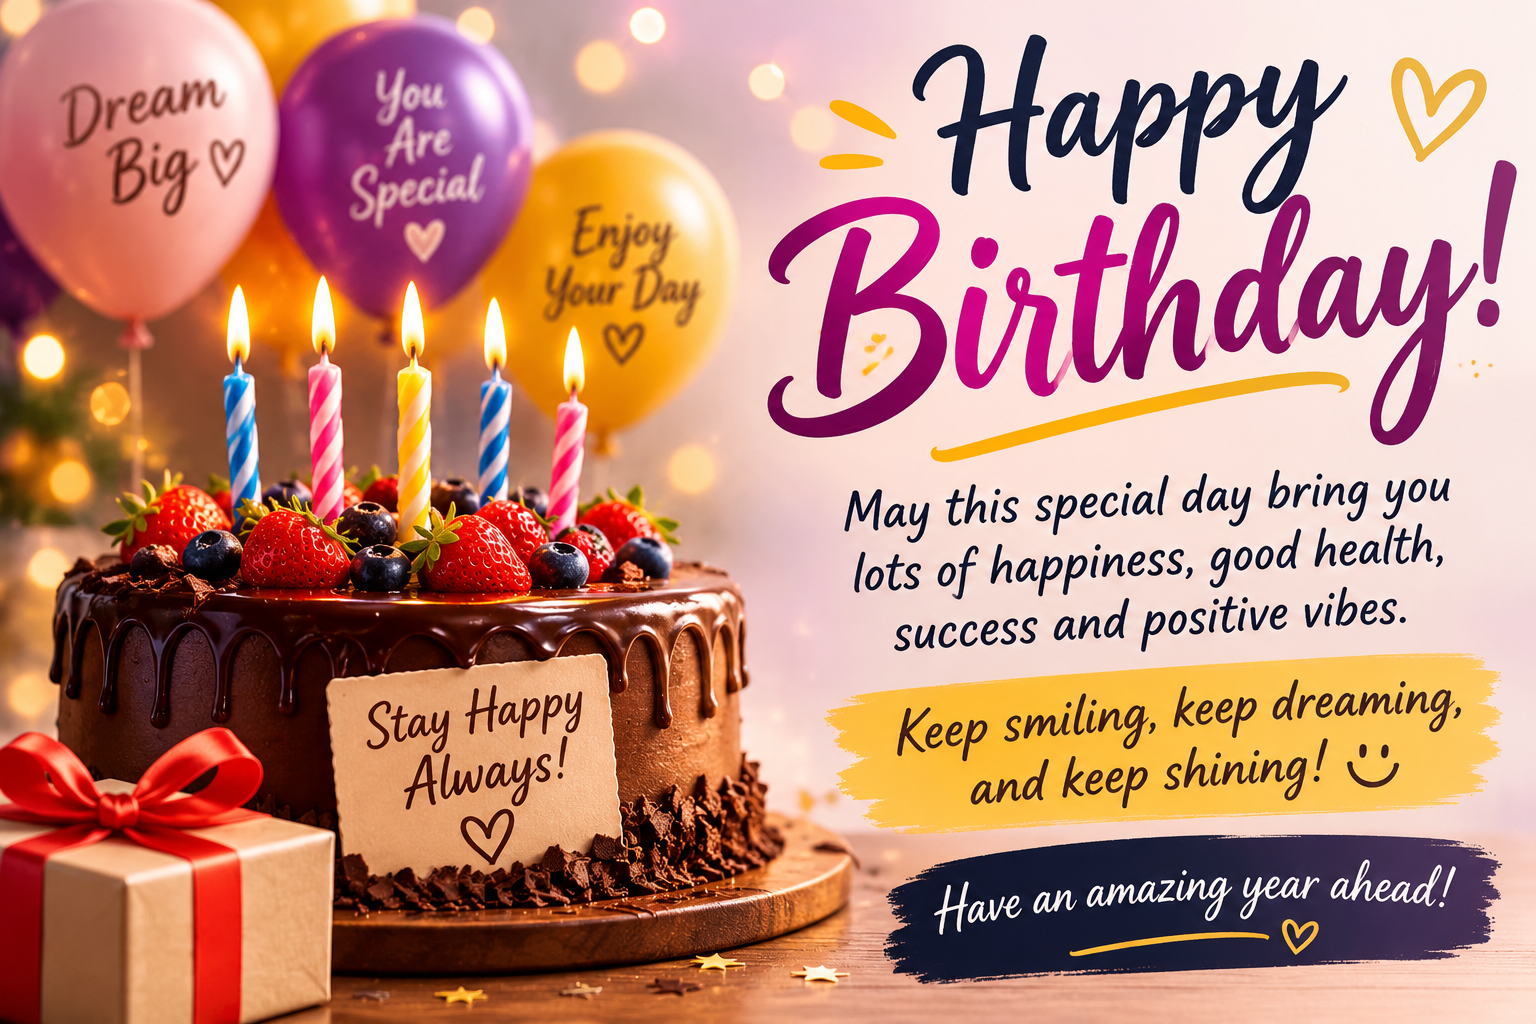 Dream
Big
You
Are
Special
Enjoy
Your Day
Stay Happy
Always!
Happy
Birthday!
May this special day bring you
lots of happiness, good health,
success and positive vibes.
Keep smiling, keep dreaming,
and keep shining!
Have an amazing year ahead!